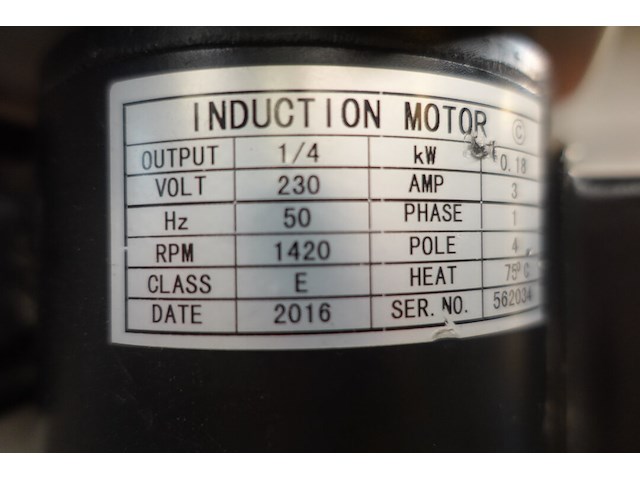 INDUCTION MOTOR ©
OUTPUT 1/4 kW 0.18
VOLT 230 AMP 3
Hz 50 PHASE 1
RPM 1420 POLE 4
CLASS E HEAT 75°C
DATE 2016 SER. NO. 562034